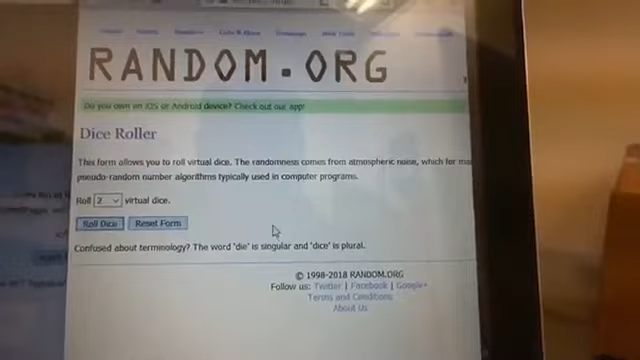 RANDOM.ORG
Do you own an iOS or Android device? Check out our app!
Dice Roller
This form allows you to roll virtual dice. The randomness comes from atmospheric noise, which for
pseudo-random number algorithms typically used in computer programs.
Roll 2 virtual dice.
Roll Dice Reset Form
Confused about terminology? The word 'die' is singular and 'dice' is plural.
© 1998-2018 RANDOM.ORG
Follow us: Twitter | Facebook | Google+
Terms and Conditions
About Us